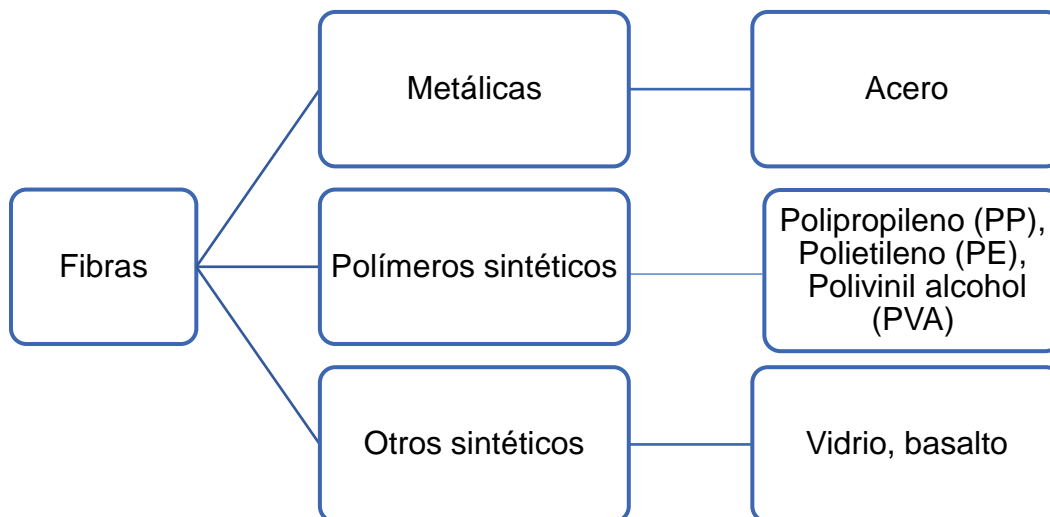 Fibras
Metálicas
Acero
Polímeros sintéticos
Polipropileno (PP),
Polietileno (PE),
Polivinil alcohol
(PVA)
Otros sintéticos
Vidrio, basalto